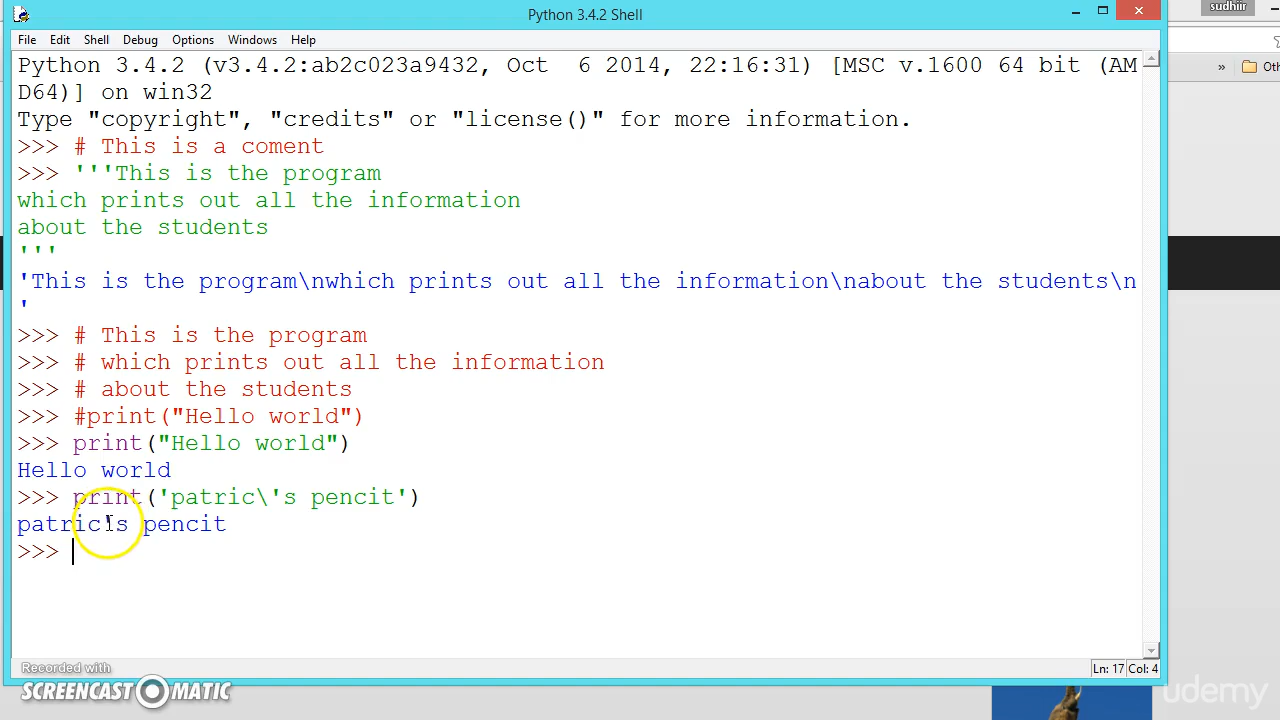 Python 3.4.2 Shell
sudhiir
File Edit Shell Debug Options Windows Help
Python 3.4.2 (v3.4.2:ab2c023a9432, Oct  6 2014, 22:16:31) [MSC v.1600 64 bit (AM
D64)] on win32
Type "copyright", "credits" or "license()" for more information.
>>> # This is a coment
>>> '''This is the program
which prints out all the information
about the students
'''
'This is the program\nwhich prints out all the information\nabout the students\n
'
>>> # This is the program
>>> # which prints out all the information
>>> # about the students
>>> #print("Hello world")
>>> print("Hello world")
Hello world
>>> print('patric\'s pencit')
patric's pencit
>>>
» Oth
Ln: 17 Col: 4
Recorded with
SCREENCAST MATIC
udemy